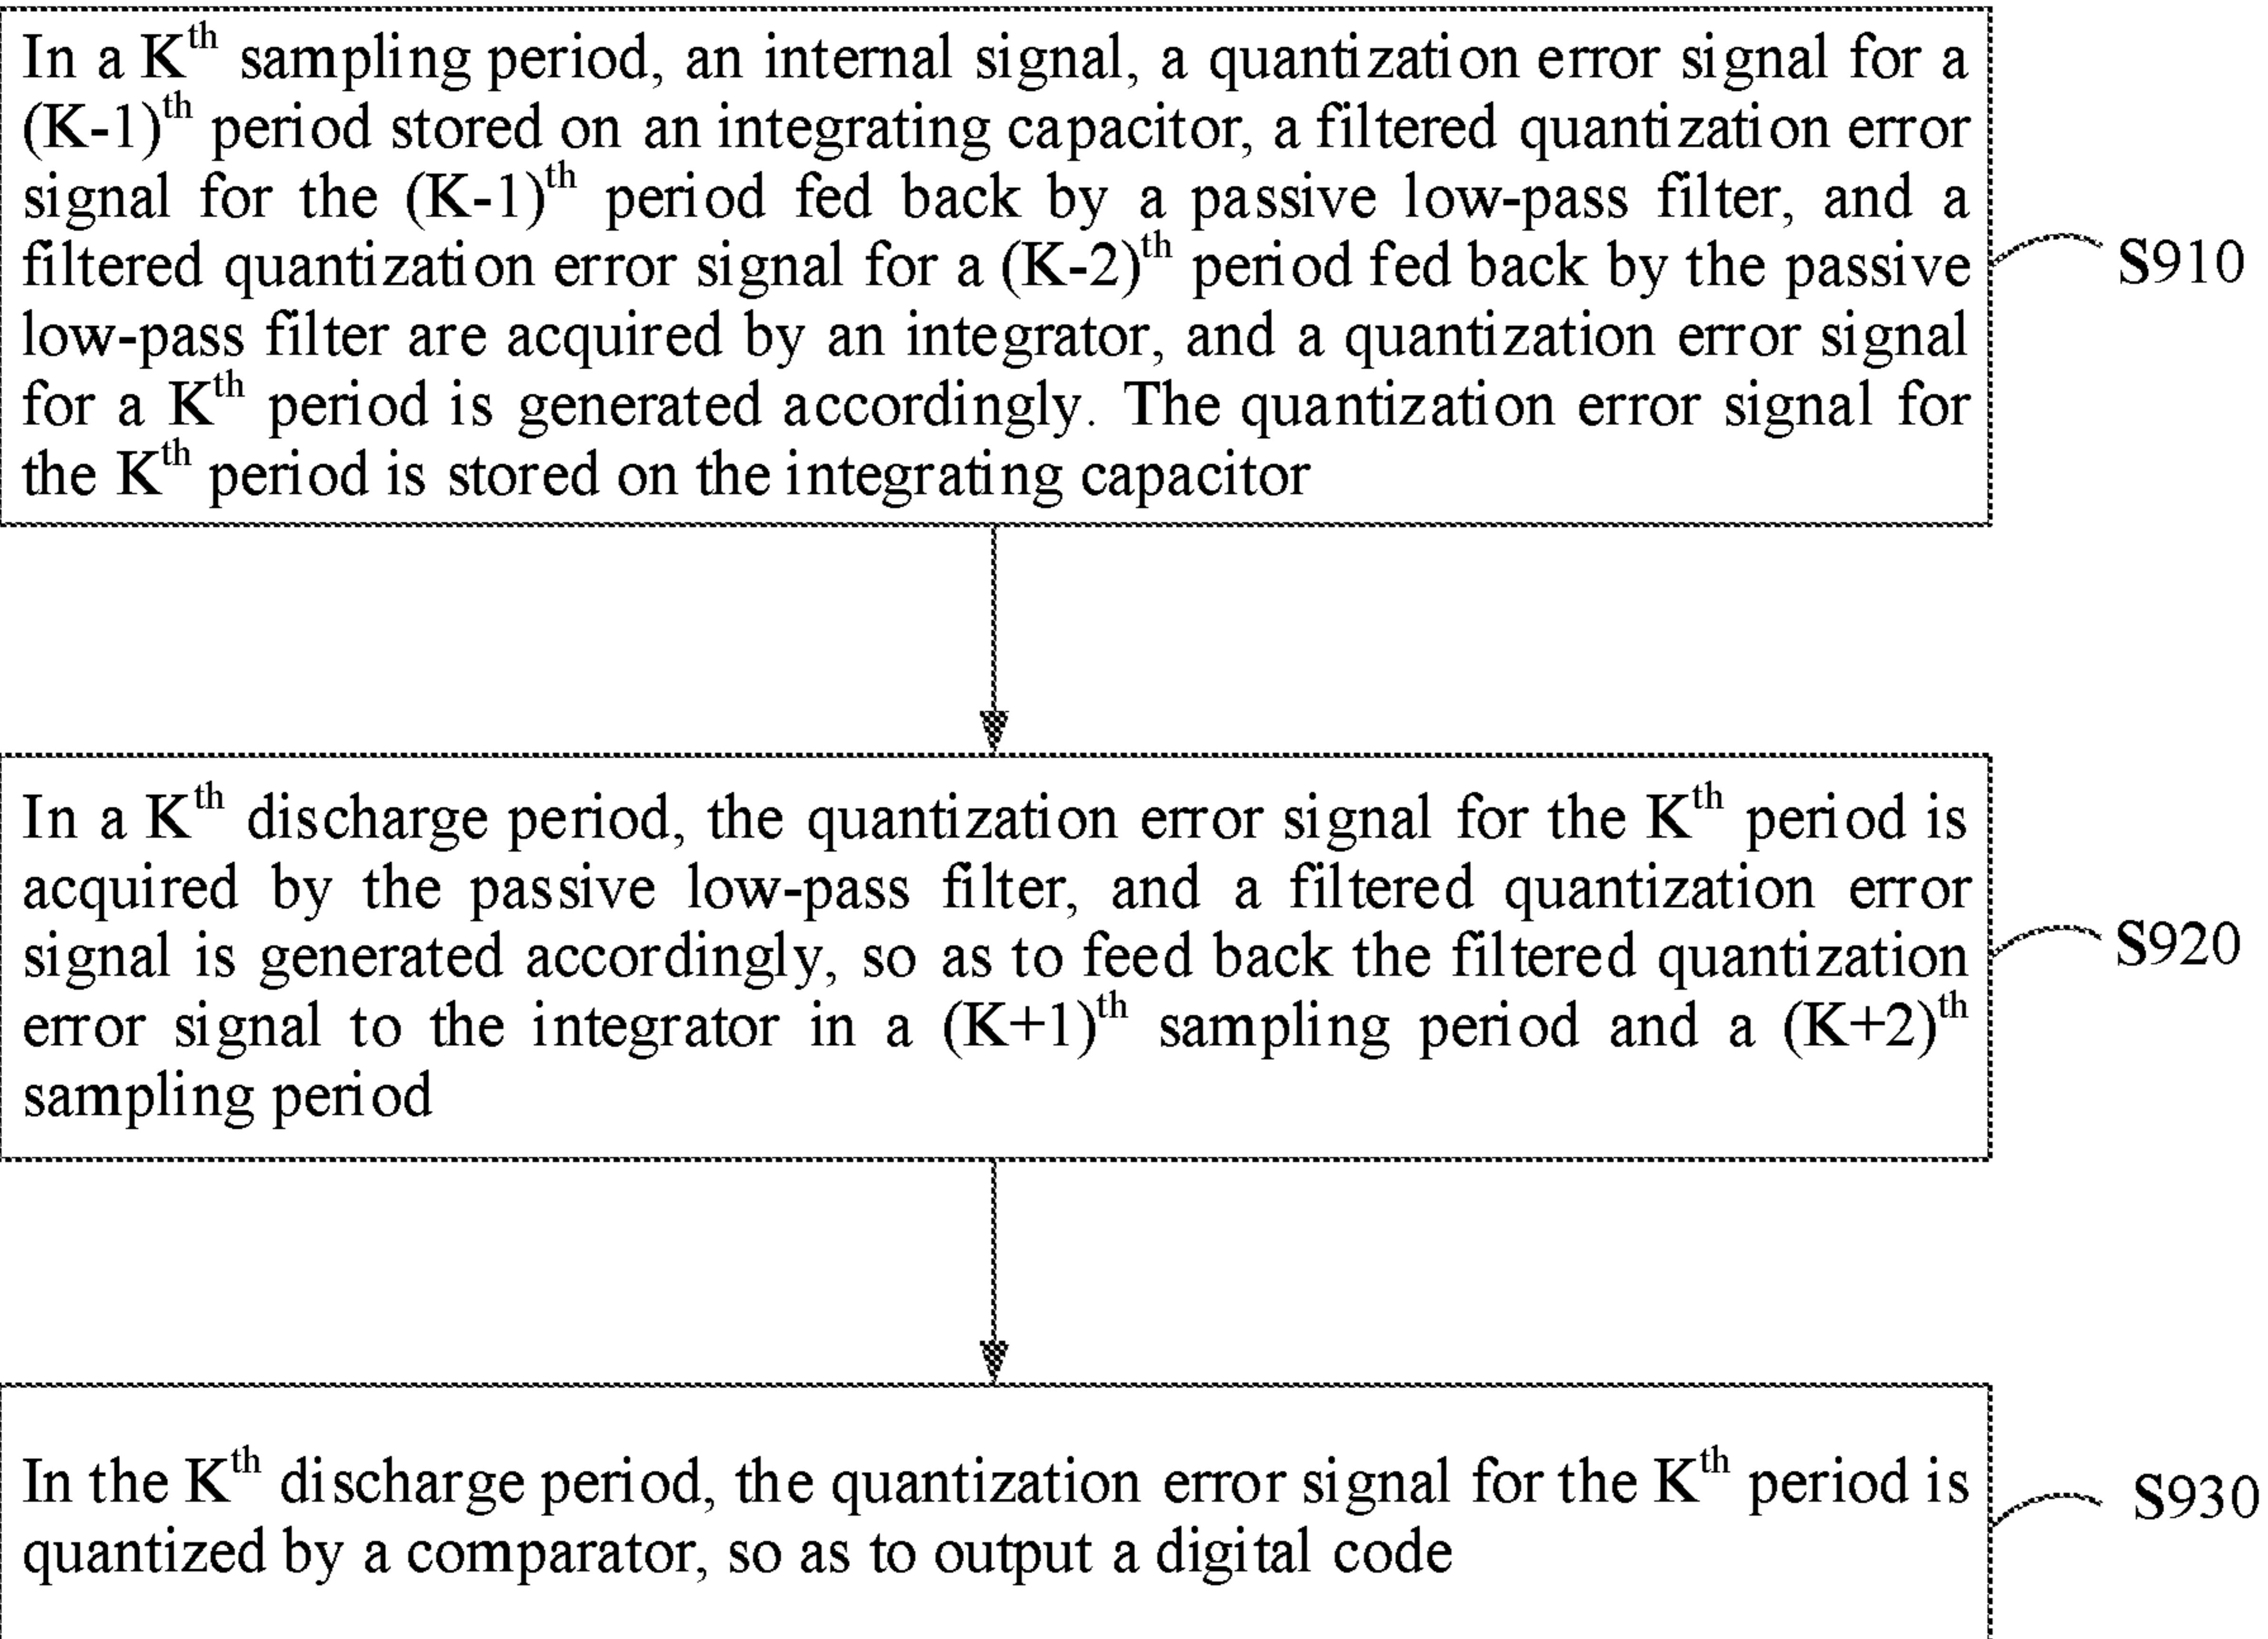 In a Kth sampling period, an internal signal, a quantization error signal for a
(K-1)th period stored on an integrating capacitor, a filtered quantization error
signal for the (K-1)th period fed back by a passive low-pass filter, and a
filtered quantization error signal for a (K-2)th period fed back by the passive
low-pass filter are acquired by an integrator, and a quantization error signal
for a Kth period is generated accordingly. The quantization error signal for
the Kth period is stored on the integrating capacitor
S910
In a Kth discharge period, the quantization error signal for the Kth period is
acquired by the passive low-pass filter, and a filtered quantization error
signal is generated accordingly, so as to feed back the filtered quantization
error signal to the integrator in a (K+1)th sampling period and a (K+2)th
sampling period
S920
In the Kth discharge period, the quantization error signal for the Kth period is
quantized by a comparator, so as to output a digital code
S930